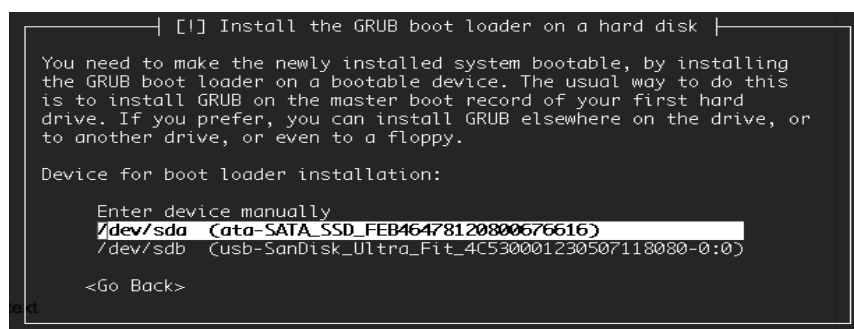 [!] Install the GRUB boot loader on a hard disk
You need to make the newly installed system bootable, by installing
the GRUB boot loader on a bootable device. The usual way to do this
is to install GRUB on the master boot record of your first hard
drive. If you prefer, you can install GRUB elsewhere on the drive, or
to another drive, or even to a floppy.
Device for boot loader installation:
Enter device manually
/dev/sda (ata-SATA_SSD_FEB46478120800676616)
/dev/sdb (usb-SanDisk_Ultra_Fit_4C530001230507118080-0:0)
<Go Back>